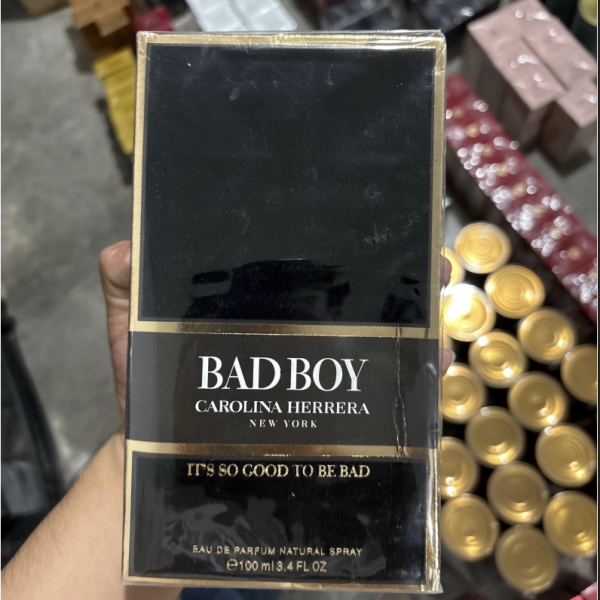 BAD BOY
CAROLINA HERRERA
NEW YORK
IT'S SO GOOD TO BE BAD
EAU DE PARFUM NATURAL SPRAY
℮100 ml 3.4 FL OZ